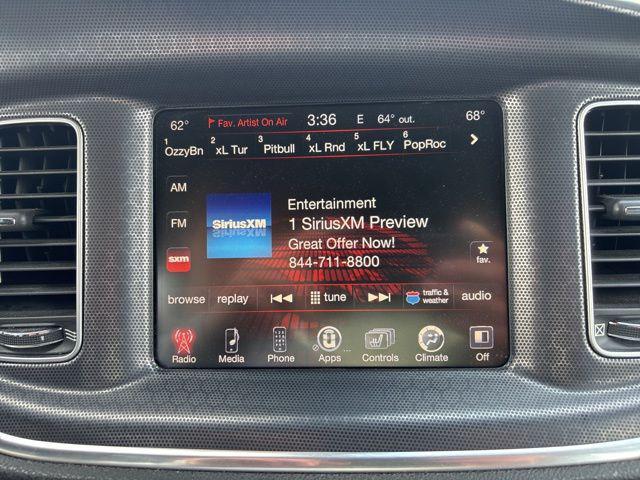 62° Fav. Artist On Air 3:36 E 64° out. 68°
1 OzzyBn 2 xL Tur 3 Pitbull 4 xL Rnd 5 xL FLY 6 PopRoc
AM
FM
sxm
SiriusXM
Entertainment
1 SiriusXM Preview
Great Offer Now!
844-711-8800
fav.
browse replay tune traffic & weather audio
Radio Media Phone Apps Controls Climate Off